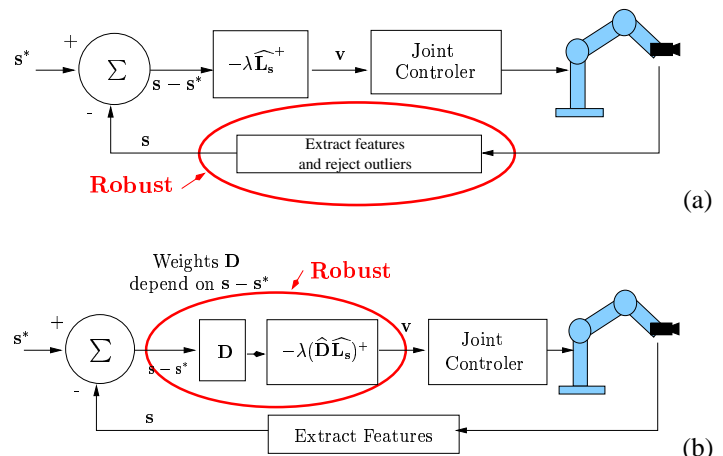 s*
+
Σ
-
s − s*
−λL̂ₛ⁺
v
Joint
Controler
s
Extract features
and reject outliers
Robust
(a)
Weights D
depend on s − s*
Robust
s*
+
Σ
-
s − s*
D
−λ(D̂L̂ₛ)⁺
v
Joint
Controler
s
Extract Features
(b)